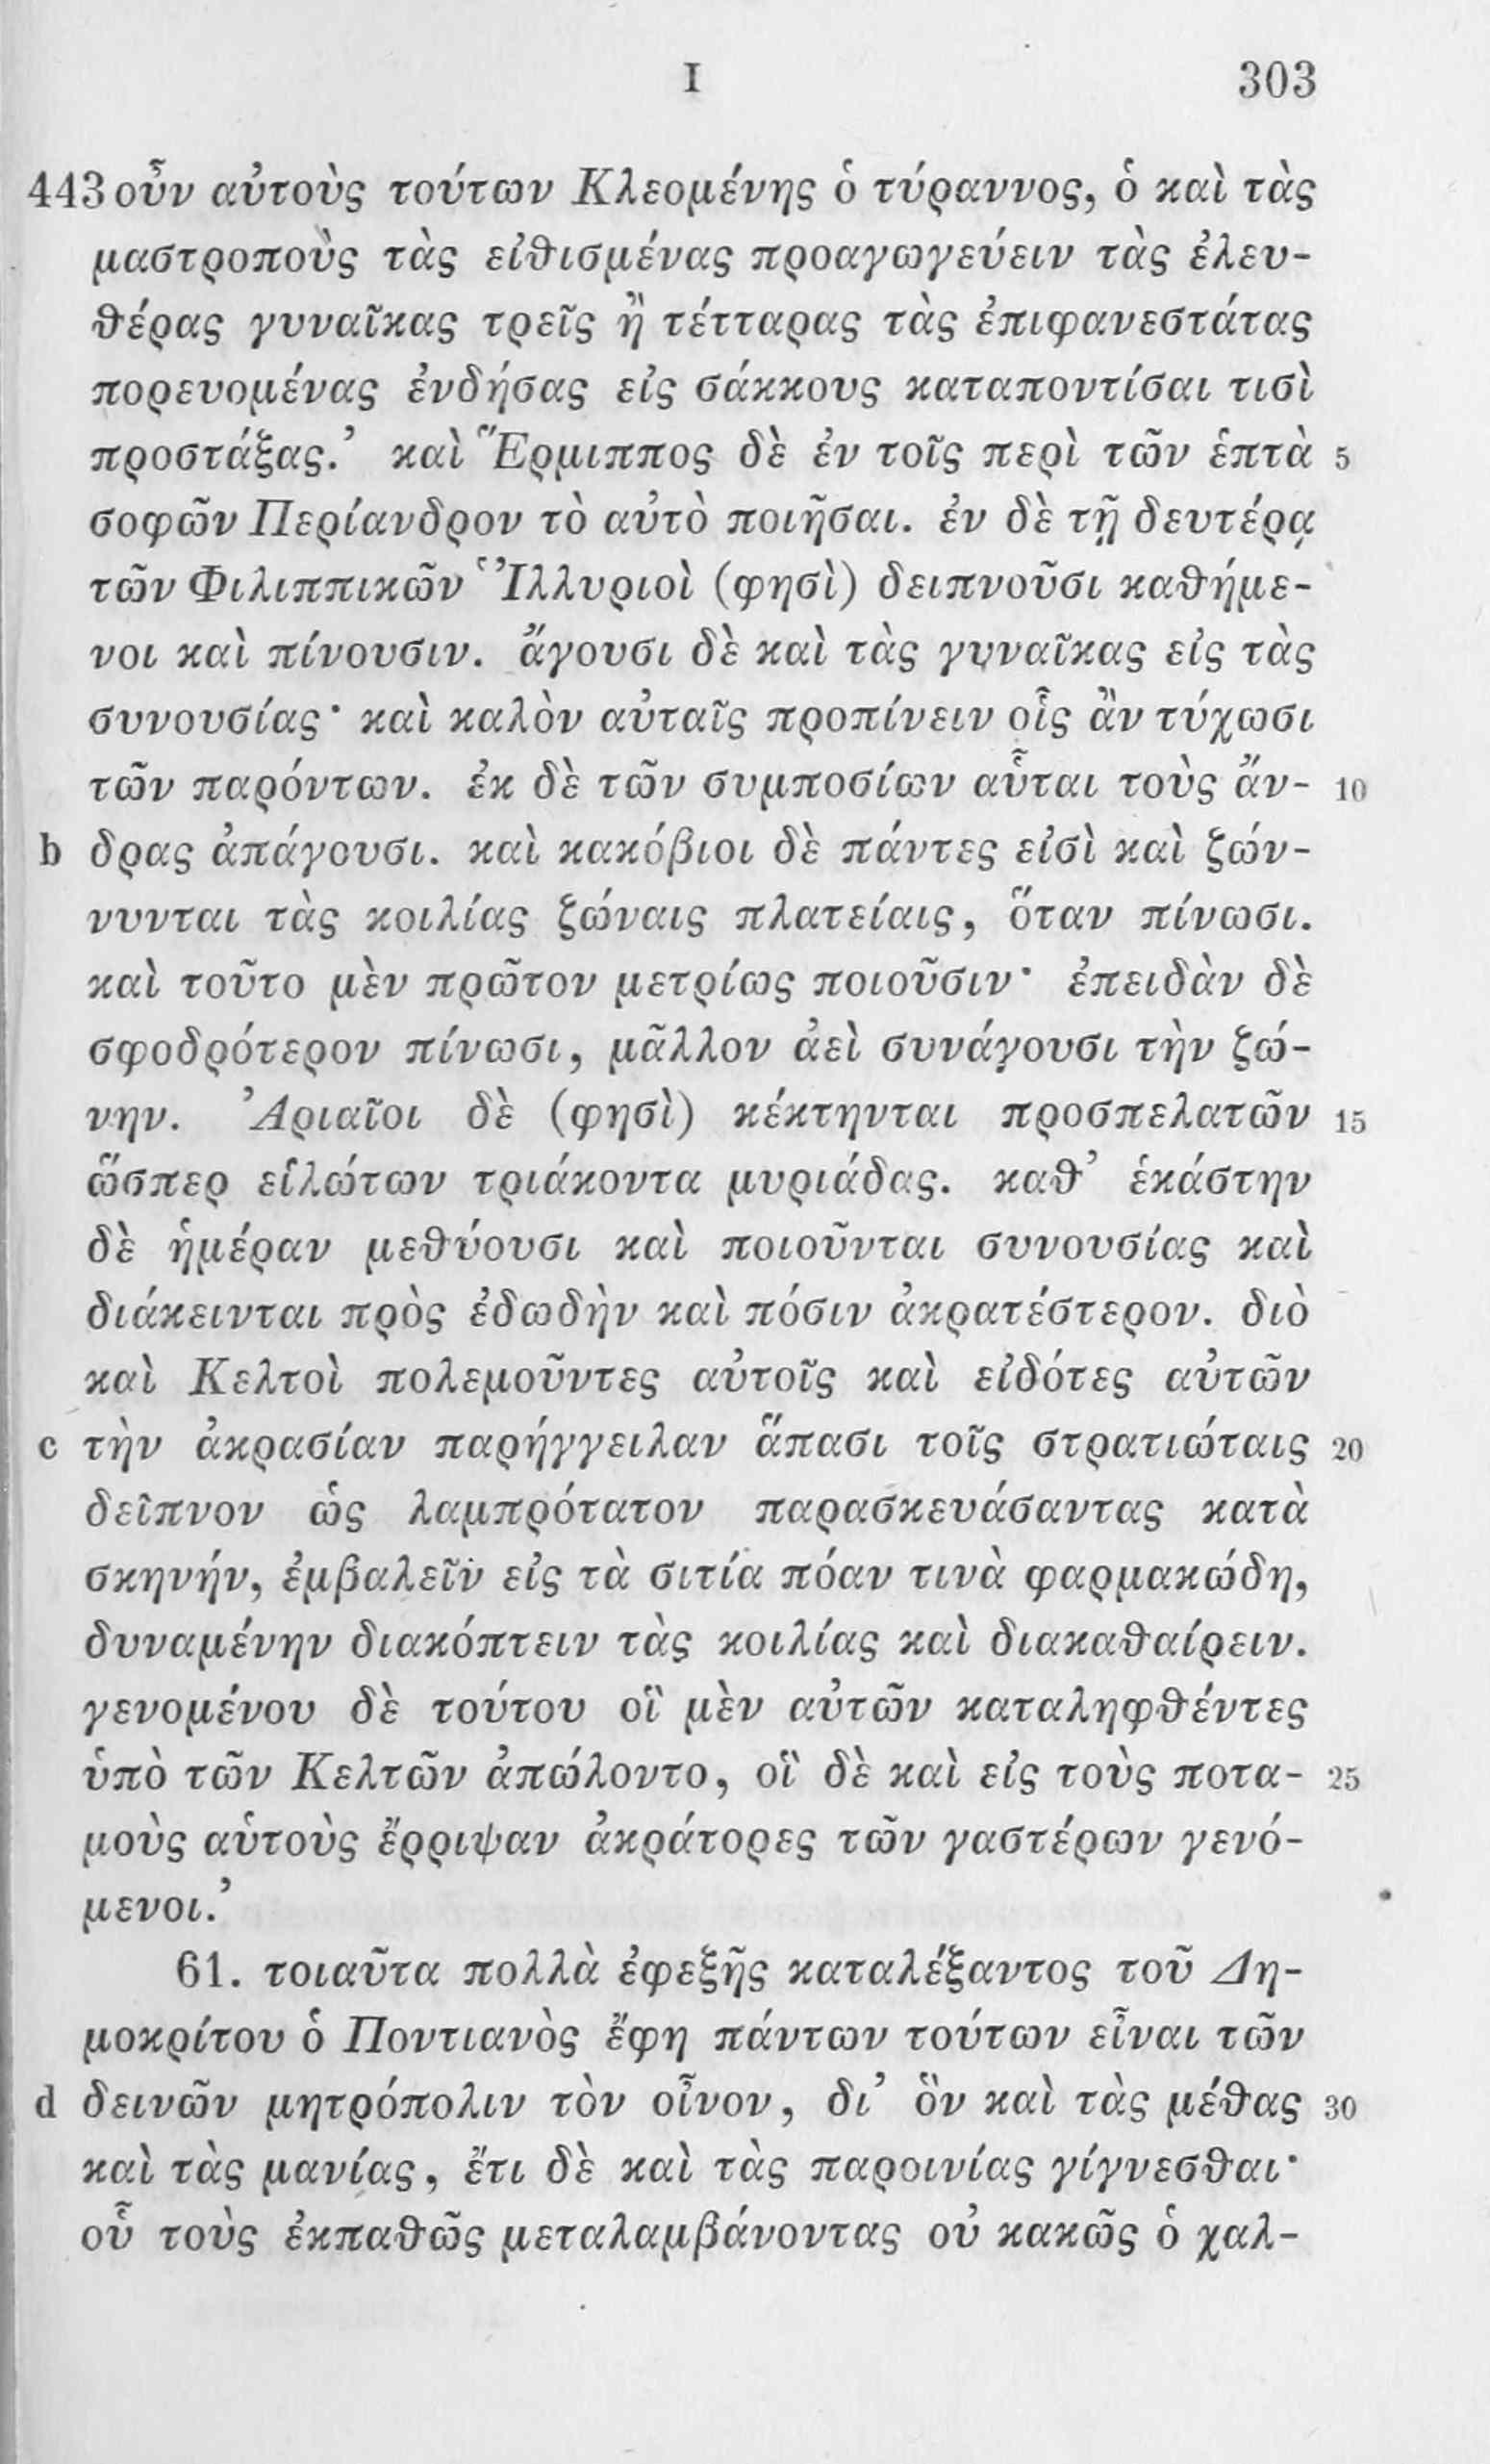 I 303
443 οὖν αὐτοὺς τούτων Κλεομένης ὁ τύραννος, ὁ καὶ τὰς
μαστροποὺς τὰς εἰθισμένας προαγωγεύειν τὰς ἐλευ-
θέρας γυναῖκας τρεῖς ἢ τέτταρας τὰς ἐπιφανεστάτας
πορευομένας ἐνδήσας εἰς σάκκους καταποντίσαι τισὶ
προστάξας.’ καὶ Ἕρμιππος δὲ ἐν τοῖς περὶ τῶν ἑπτὰ 5
σοφῶν Περίανδρον τὸ αὐτὸ ποιῆσαι. ἐν δὲ τῇ δευτέρᾳ
τῶν Φιλιππικῶν ‘Ἰλλυριοὶ (φησὶ) δειπνοῦσι καθήμε-
νοι καὶ πίνουσιν. ἄγουσι δὲ καὶ τὰς γυναῖκας εἰς τὰς
συνουσίας· καὶ καλὸν αὐταῖς προπίνειν οἷς ἂν τύχωσι
τῶν παρόντων. ἐκ δὲ τῶν συμποσίων αὗται τοὺς ἄν- 10
b δρας ἀπάγουσι. καὶ κακόβιοι δὲ πάντες εἰσὶ καὶ ζών-
νυνται τὰς κοιλίας ζώναις πλατείαις, ὅταν πίνωσι.
καὶ τοῦτο μὲν πρῶτον μετρίως ποιοῦσιν· ἐπειδὰν δὲ
σφοδρότερον πίνωσι, μᾶλλον ἀεὶ συνάγουσι τὴν ζώ-
νην. Ἀριαῖοι δὲ (φησὶ) κέκτηνται προσπελατῶν 15
ὥσπερ εἱλώτων τριάκοντα μυριάδας. καθ’ ἑκάστην
δὲ ἡμέραν μεθύουσι καὶ ποιοῦνται συνουσίας καὶ
διάκεινται πρὸς ἐδωδὴν καὶ πόσιν ἀκρατέστερον. διὸ
καὶ Κελτοὶ πολεμοῦντες αὐτοῖς καὶ εἰδότες αὐτῶν
c τὴν ἀκρασίαν παρήγγειλαν ἅπασι τοῖς στρατιώταις 20
δεῖπνον ὡς λαμπρότατον παρασκευάσαντας κατὰ
σκηνήν, ἐμβαλεῖν εἰς τὰ σιτία πόαν τινὰ φαρμακώδη,
δυναμένην διακόπτειν τὰς κοιλίας καὶ διακαθαίρειν.
γενομένου δὲ τούτου οἳ μὲν αὐτῶν καταληφθέντες
ὑπὸ τῶν Κελτῶν ἀπώλοντο, οἳ δὲ καὶ εἰς τοὺς ποτα- 25
μοὺς αὑτοὺς ἔρριψαν ἀκράτορες τῶν γαστέρων γενό-
μενοι.’
61. τοιαῦτα πολλὰ ἐφεξῆς καταλέξαντος τοῦ Δη-
μοκρίτου ὁ Ποντιανὸς ἔφη πάντων τούτων εἶναι τῶν
d δεινῶν μητρόπολιν τὸν οἶνον, δι’ ὃν καὶ τὰς μέθας 30
καὶ τὰς μανίας, ἔτι δὲ καὶ τὰς παροινίας γίγνεσθαι·
οὗ τοὺς ἐκπαθῶς μεταλαμβάνοντας οὐ κακῶς ὁ χαλ-